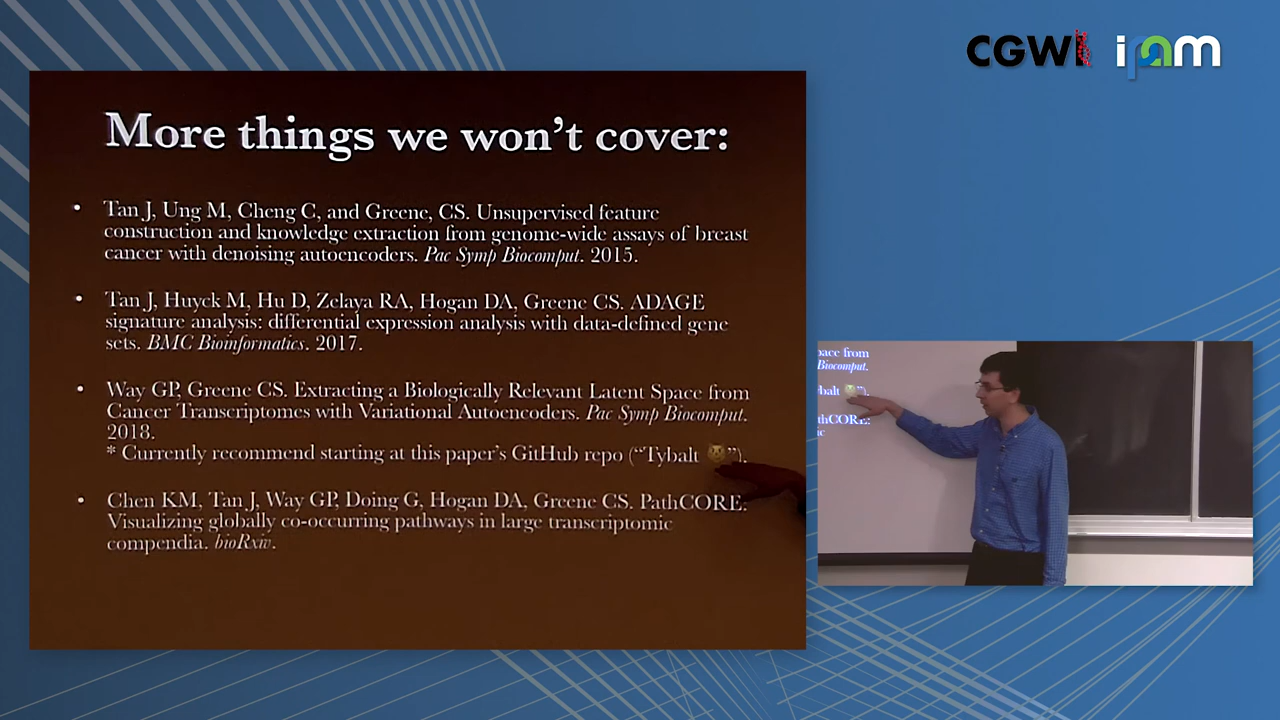 CGWI ipam
More things we won't cover:
• Tan J, Ung M, Cheng C, and Greene, CS. Unsupervised feature
construction and knowledge extraction from genome-wide assays of breast
cancer with denoising autoencoders. Pac Symp Biocomput. 2015.
• Tan J, Huyck M, Hu D, Zelaya RA, Hogan DA, Greene CS. ADAGE
signature analysis: differential expression analysis with data-defined gene
sets. BMC Bioinformatics. 2017.
• Way GP, Greene CS. Extracting a Biologically Relevant Latent Space from
Cancer Transcriptomes with Variational Autoencoders. Pac Symp Biocomput.
2018.
* Currently recommend starting at this paper's GitHub repo (“Tybalt 🐱”).
• Chen KM, Tan J, Way GP, Doing G, Hogan DA, Greene CS. PathCORE:
Visualizing globally co-occurring pathways in large transcriptomic
compendia. bioRxiv.
pace from
Biocomput.
ybalt 🐱”).
thCORE:
ic